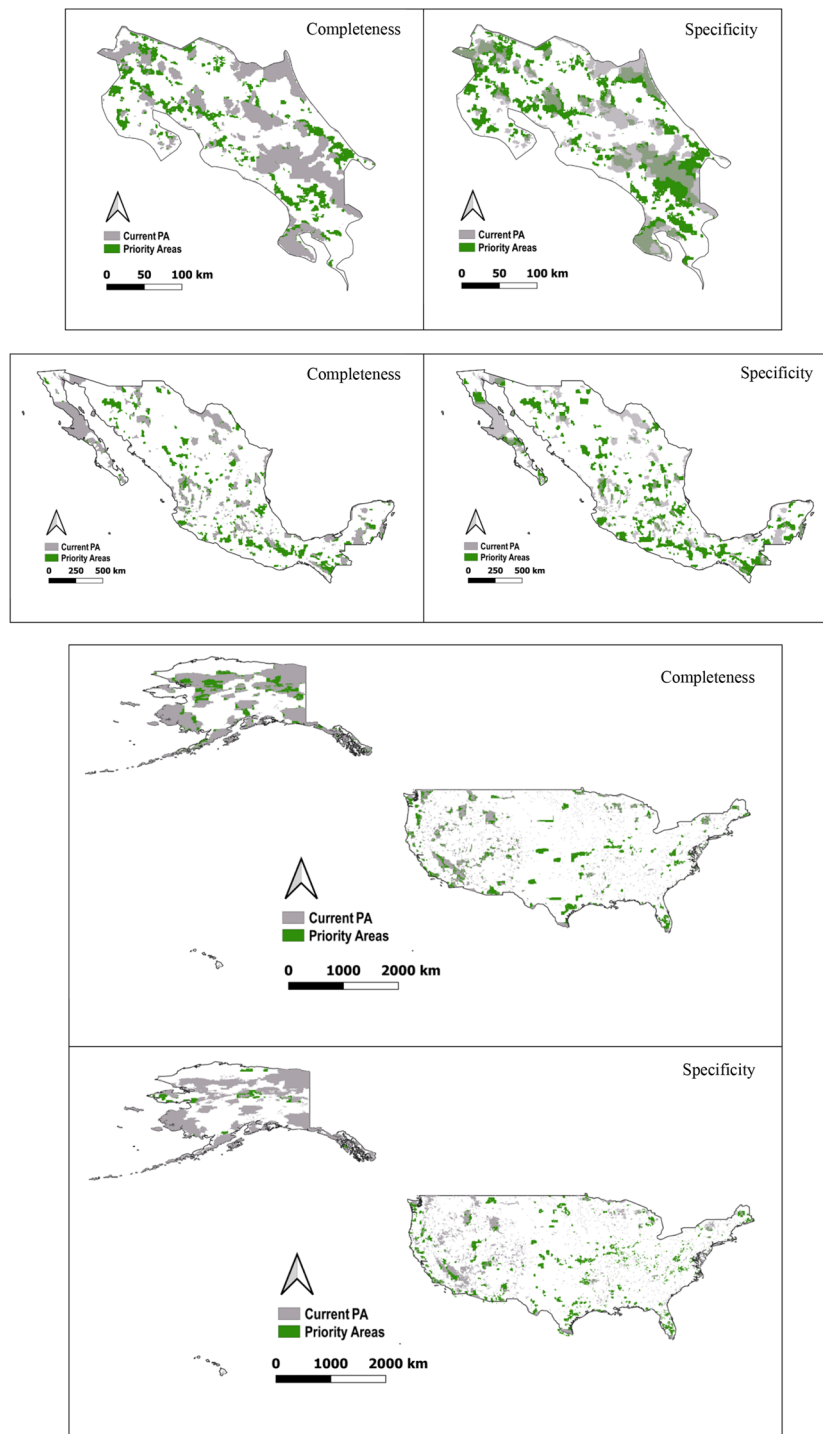 Completeness
Current PA
Priority Areas
0 50 100 km
Specificity
Current PA
Priority Areas
0 50 100 km
Completeness
Current PA
Priority Areas
0 250 500 km
Specificity
Current PA
Priority Areas
0 250 500 km
Completeness
Current PA
Priority Areas
0 1000 2000 km
Specificity
Current PA
Priority Areas
0 1000 2000 km